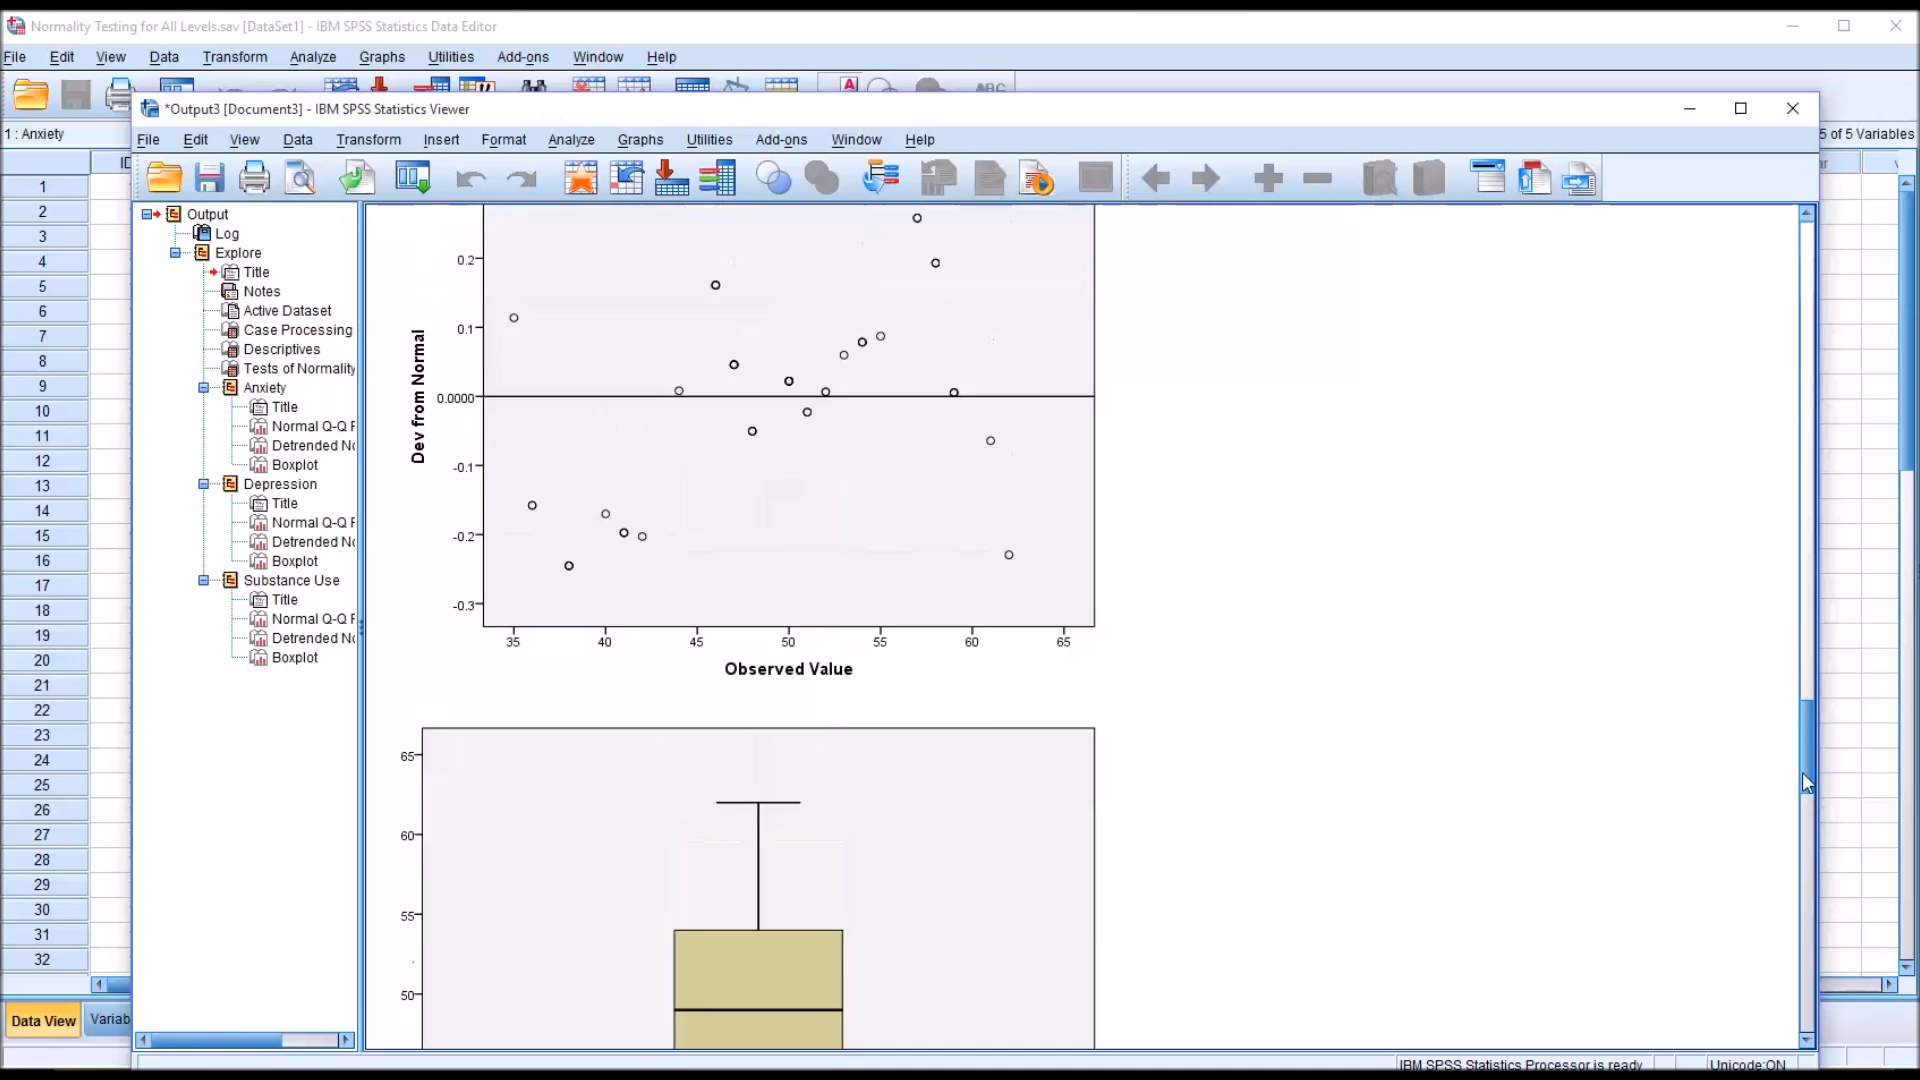 Normality Testing for All Levels.sav [DataSet1] - IBM SPSS Statistics Data Editor
File Edit View Data Transform Analyze Graphs Utilities Add-ons Window Help
*Output3 [Document3] - IBM SPSS Statistics Viewer
1 : Anxiety
5 of 5 Variables
File Edit View Data Transform Insert Format Analyze Graphs Utilities Add-ons Window Help
1
2
3
4
5
6
7
8
9
10
11
12
13
14
15
16
17
18
19
20
21
22
23
24
25
26
27
28
29
30
31
32
Data View
Variab
Output
Log
Explore
Title
Notes
Active Dataset
Case Processing
Descriptives
Tests of Normality
Anxiety
Title
Normal Q-Q P
Detrended No
Boxplot
Depression
Title
Normal Q-Q P
Detrended No
Boxplot
Substance Use
Title
Normal Q-Q P
Detrended No
Boxplot
Dev from Normal
0.2
0.1
0.0000
-0.1
-0.2
-0.3
35 40 45 50 55 60 65
Observed Value
65
60
55
50
IBM SPSS Statistics Processor is ready
Unicode:ON